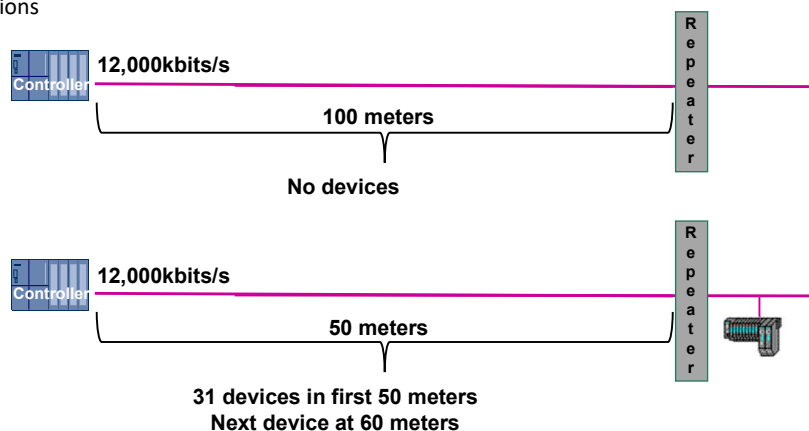 ions
12,000kbits/s
Controller
Repeater
100 meters
No devices
12,000kbits/s
Controller
Repeater
50 meters
31 devices in first 50 meters
Next device at 60 meters